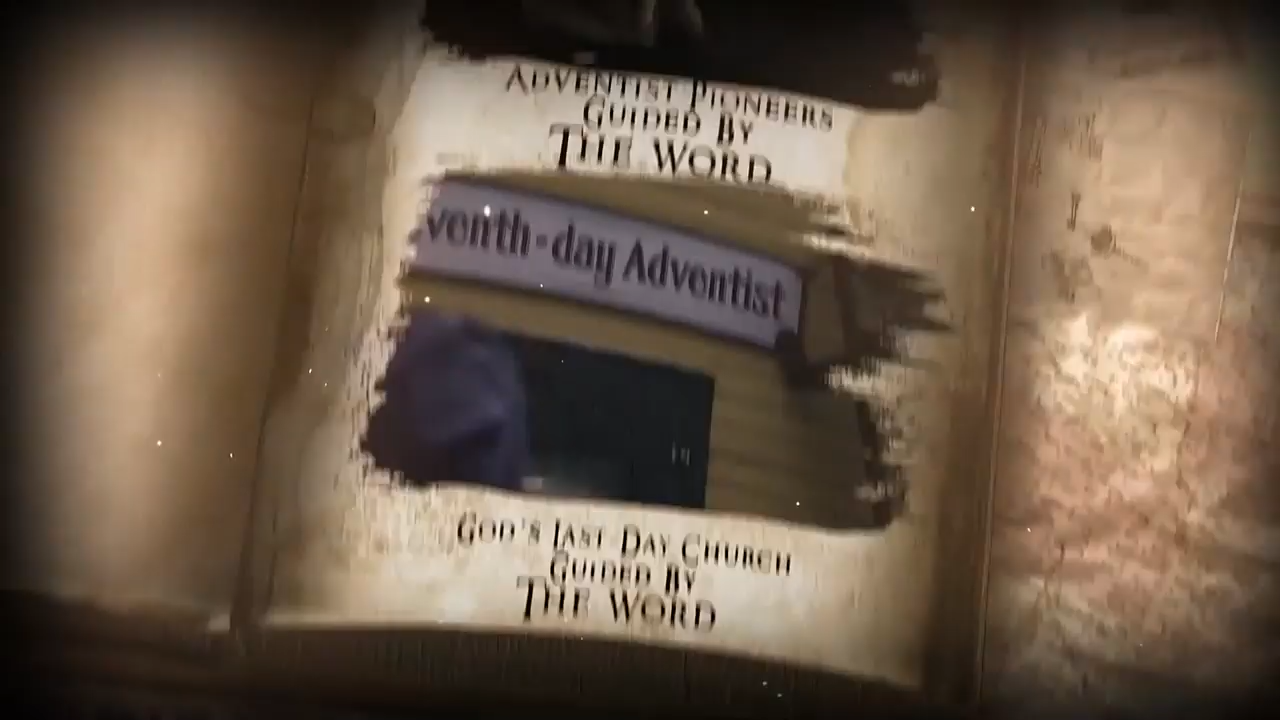 ADVENTIST PIONEERS
GUIDED BY
THE WORD
venth-day Adventist
GOD'S LAST DAY CHURCH
GUIDED BY
THE WORD